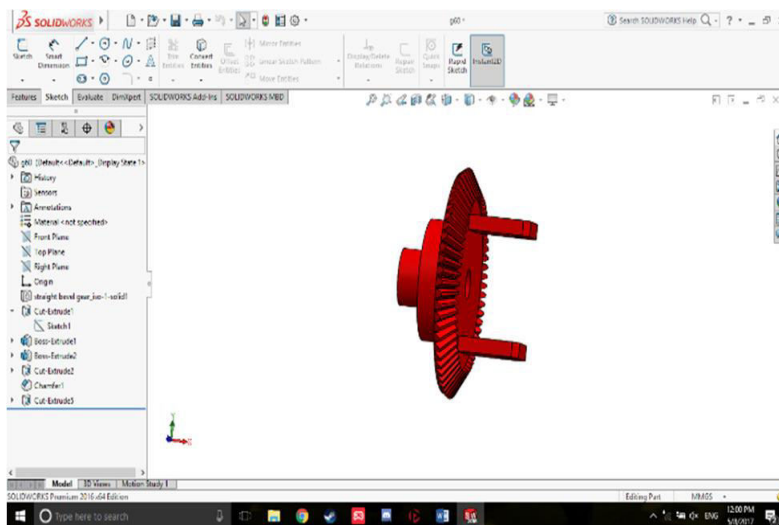 SOLIDWORKS
g60 *
Search SOLIDWORKS Help
Sketch
Smart Dimension
Trim Entities
Convert Entities
Offset Entities
Mirror Entities
Linear Sketch Pattern
Move Entities
Display/Delete Relations
Repair Sketch
Quick Snaps
Rapid Sketch
Instant2D
Features
Sketch
Evaluate
DimXpert
SOLIDWORKS Add-Ins
SOLIDWORKS MBD
g60 (Default<<Default>_Display State 1>
History
Sensors
Annotations
Material <not specified>
Front Plane
Top Plane
Right Plane
Origin
straight bevel gear_iso-1-solid1
Cut-Extrude1
Sketch1
Boss-Extrude1
Boss-Extrude2
Cut-Extrude2
Chamfer1
Cut-Extrude3
Y
X
Model
3D Views
Motion Study 1
SOLIDWORKS Premium 2016 x64 Edition
Editing Part
MMGS
Type here to search
ENG
12:00 PM
5/8/2017